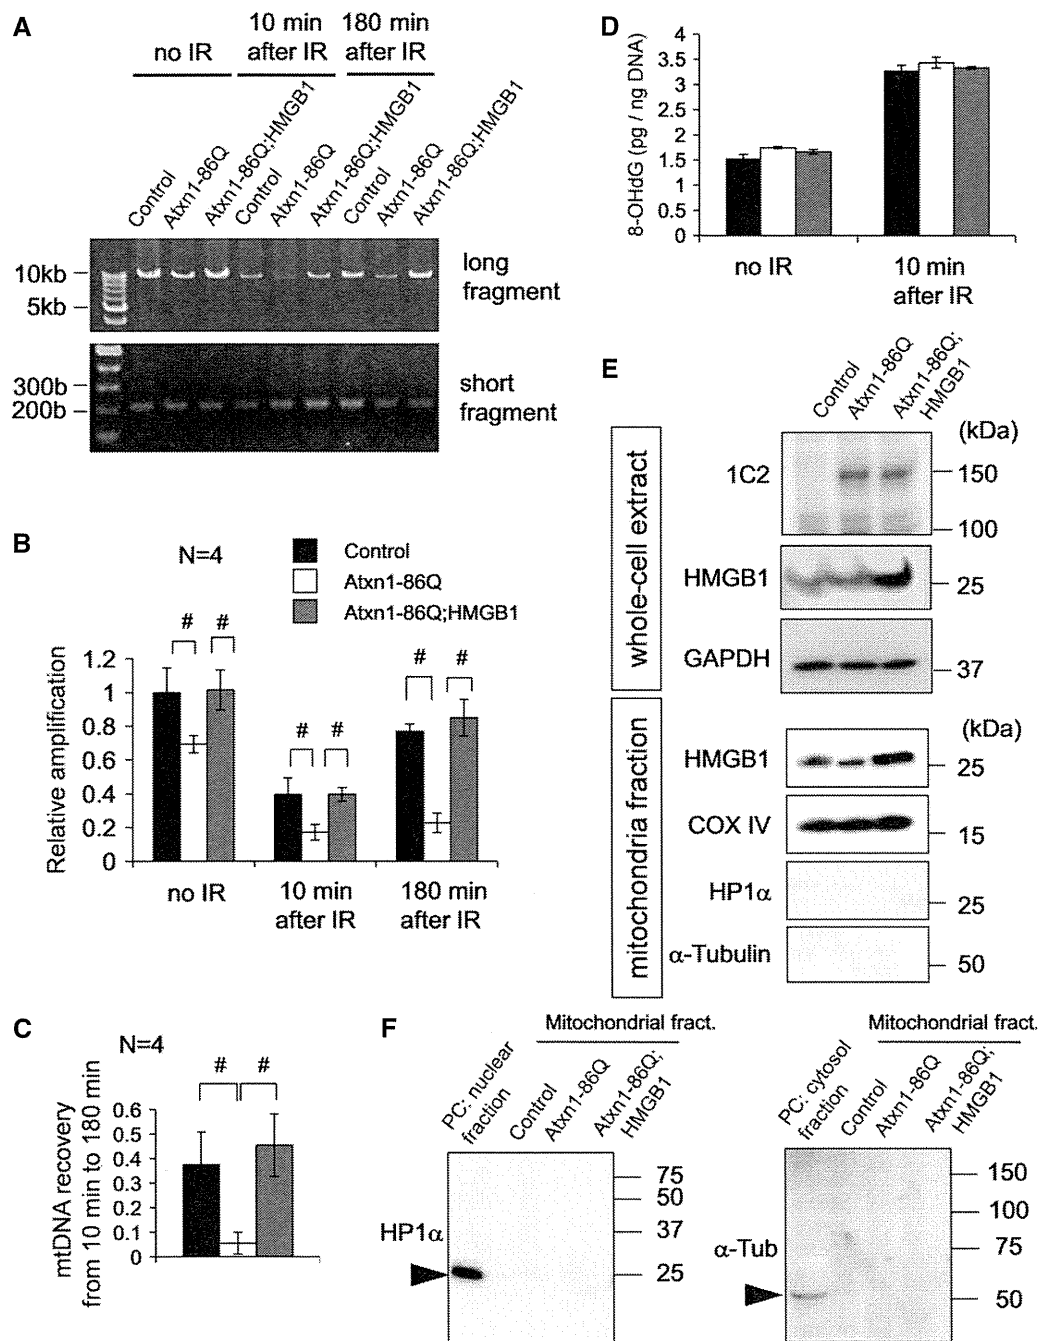 A
no IR
10 min
after IR
180 min
after IR
Control
Atxn1-86Q
Atxn1-86Q;HMGB1
Control
Atxn1-86Q
Atxn1-86Q;HMGB1
Control
Atxn1-86Q
Atxn1-86Q;HMGB1
10kb
5kb
long
fragment
300b
200b
short
fragment
B
N=4
Control
Atxn1-86Q
Atxn1-86Q;HMGB1
Relative amplification
1.2
1
0.8
0.6
0.4
0.2
0
# #
# #
# #
no IR
10 min
after IR
180 min
after IR
C
N=4
# #
mtDNA recovery
from 10 min to 180 min
0.6
0.5
0.4
0.3
0.2
0.1
0
D
8-OHdG (pg / ng DNA)
4
3.5
3
2.5
2
1.5
1
0.5
0
no IR
10 min
after IR
E
Control
Atxn1-86Q
Atxn1-86Q;
HMGB1
whole-cell extract
(kDa)
1C2
150
100
HMGB1
25
GAPDH
37
mitochondria fraction
(kDa)
HMGB1
25
COX IV
15
HP1α
25
α-Tubulin
50
F
Mitochondrial fract.
PC: nuclear
fraction
Control
Atxn1-86Q
Atxn1-86Q;
HMGB1
HP1α
75
50
37
25
Mitochondrial fract.
PC: cytosol
fraction
Control
Atxn1-86Q
Atxn1-86Q;
HMGB1
α-Tub
150
100
75
50